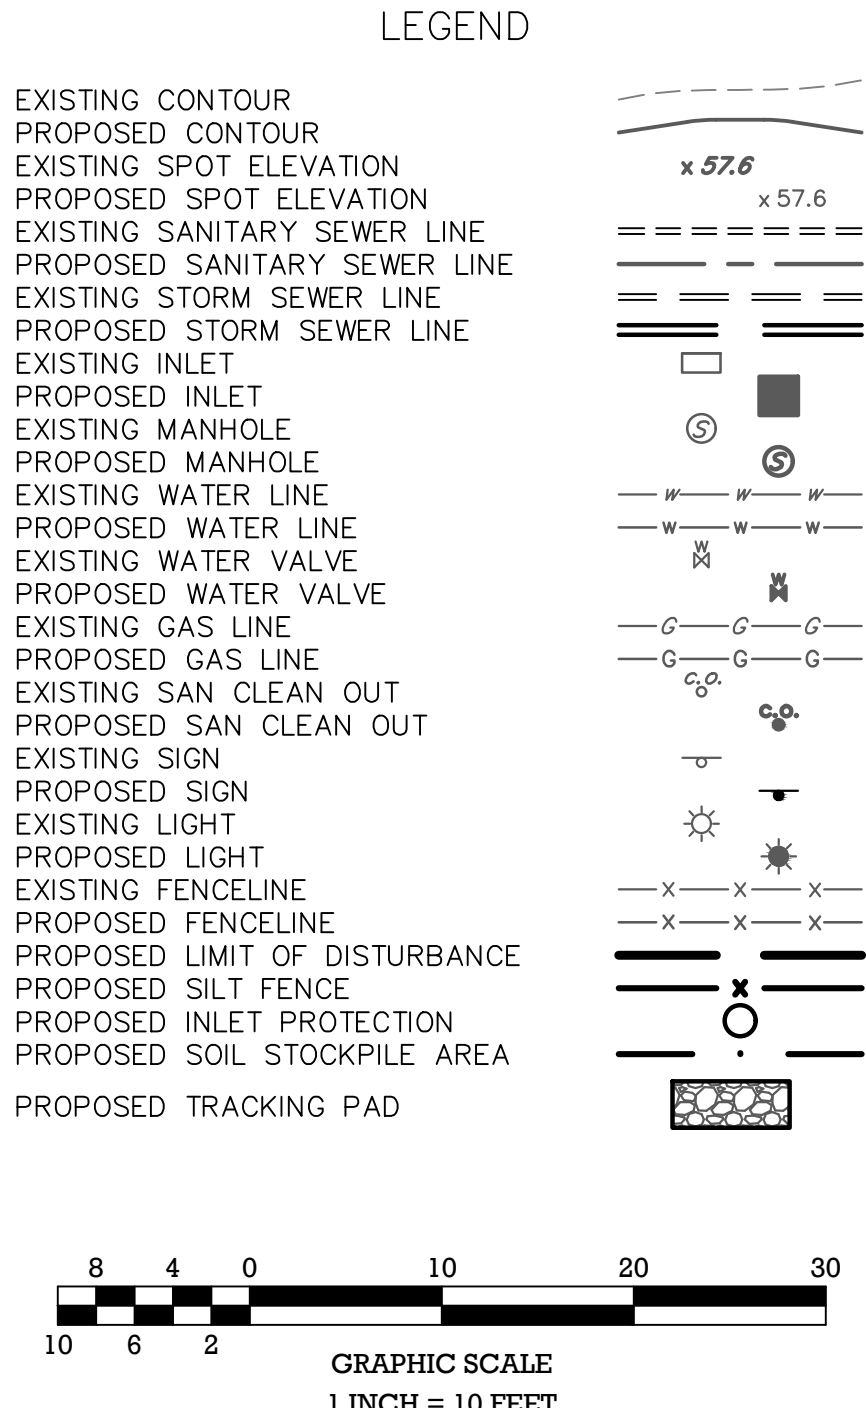 LEGEND
EXISTING CONTOUR
PROPOSED CONTOUR
EXISTING SPOT ELEVATION x 57.6
PROPOSED SPOT ELEVATION x 57.6
EXISTING SANITARY SEWER LINE
PROPOSED SANITARY SEWER LINE
EXISTING STORM SEWER LINE
PROPOSED STORM SEWER LINE
EXISTING INLET
PROPOSED INLET
EXISTING MANHOLE S
PROPOSED MANHOLE S
EXISTING WATER LINE W W W
PROPOSED WATER LINE W W W
EXISTING WATER VALVE W
PROPOSED WATER VALVE W
EXISTING GAS LINE G G G
PROPOSED GAS LINE G G G
EXISTING SAN CLEAN OUT C.O.
PROPOSED SAN CLEAN OUT C.O.
EXISTING SIGN
PROPOSED SIGN
EXISTING LIGHT
PROPOSED LIGHT
EXISTING FENCELINE X X X
PROPOSED FENCELINE X X X
PROPOSED LIMIT OF DISTURBANCE
PROPOSED SILT FENCE X
PROPOSED INLET PROTECTION
PROPOSED SOIL STOCKPILE AREA
PROPOSED TRACKING PAD
8 4 0 10 20 30
10 6 2
GRAPHIC SCALE
1 INCH = 10 FEET